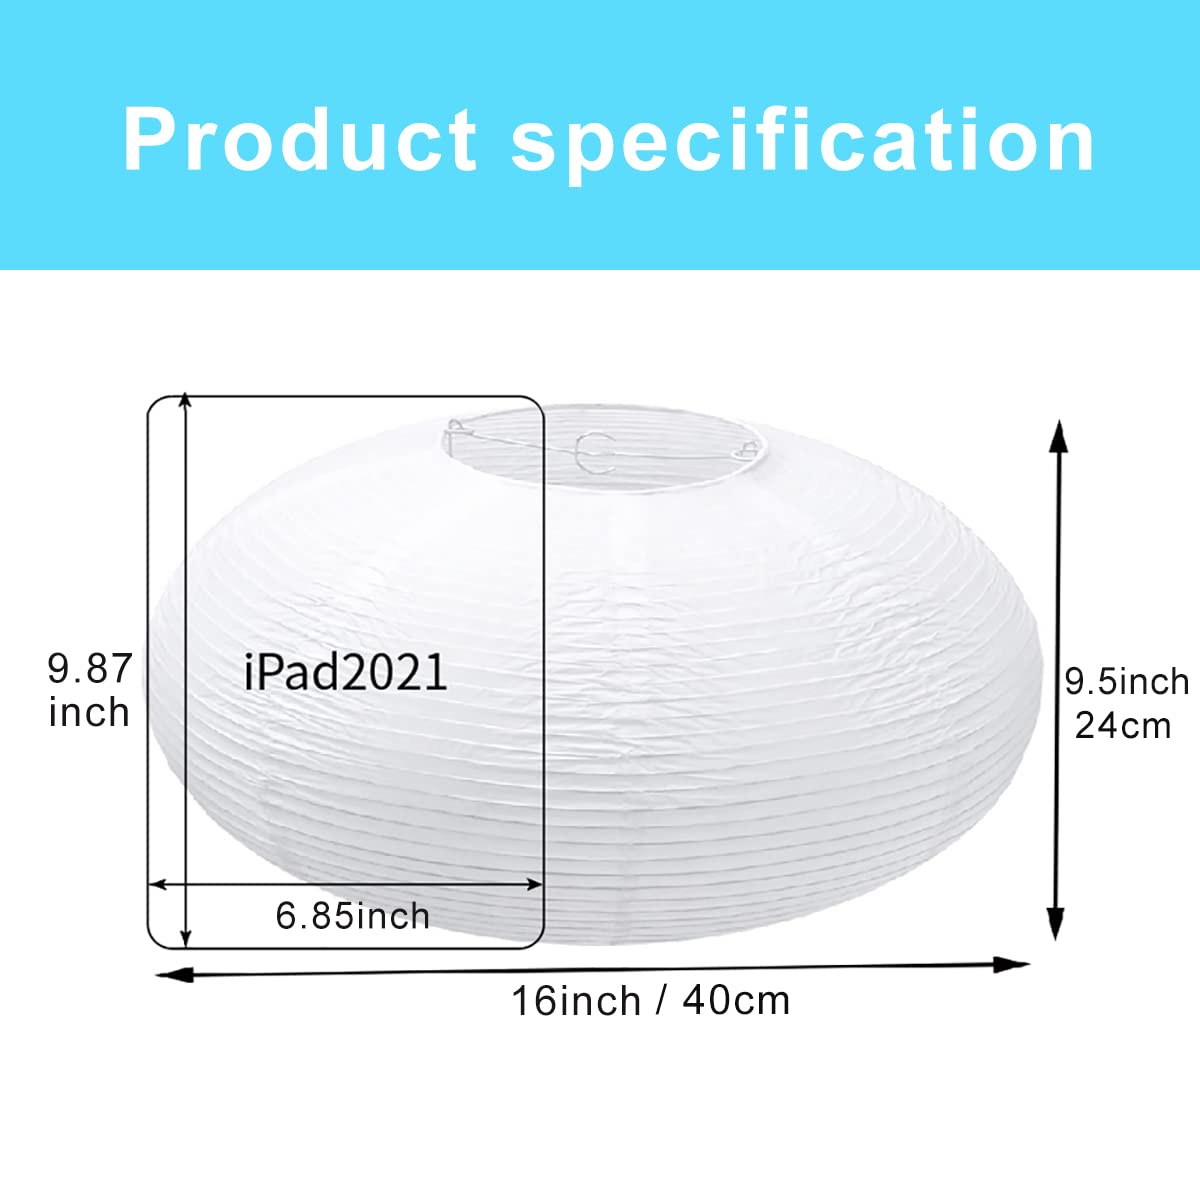 Product specification
9.87
inch
iPad2021
6.85inch
9.5inch
24cm
16inch / 40cm